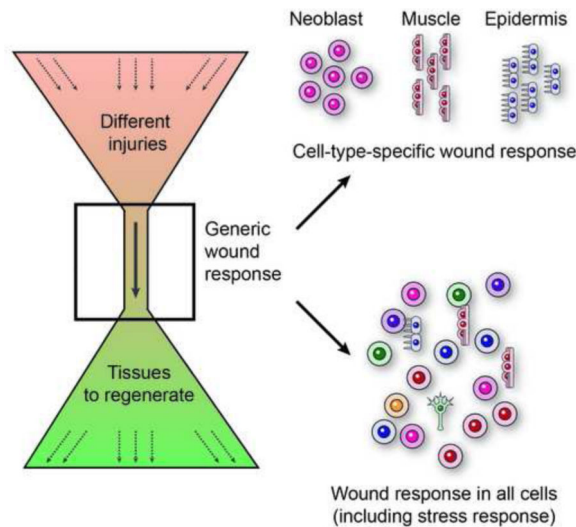 Neoblast Muscle Epidermis
Different
injuries
Cell-type-specific wound response
Generic
wound
response
Tissues
to regenerate
Wound response in all cells
(including stress response)